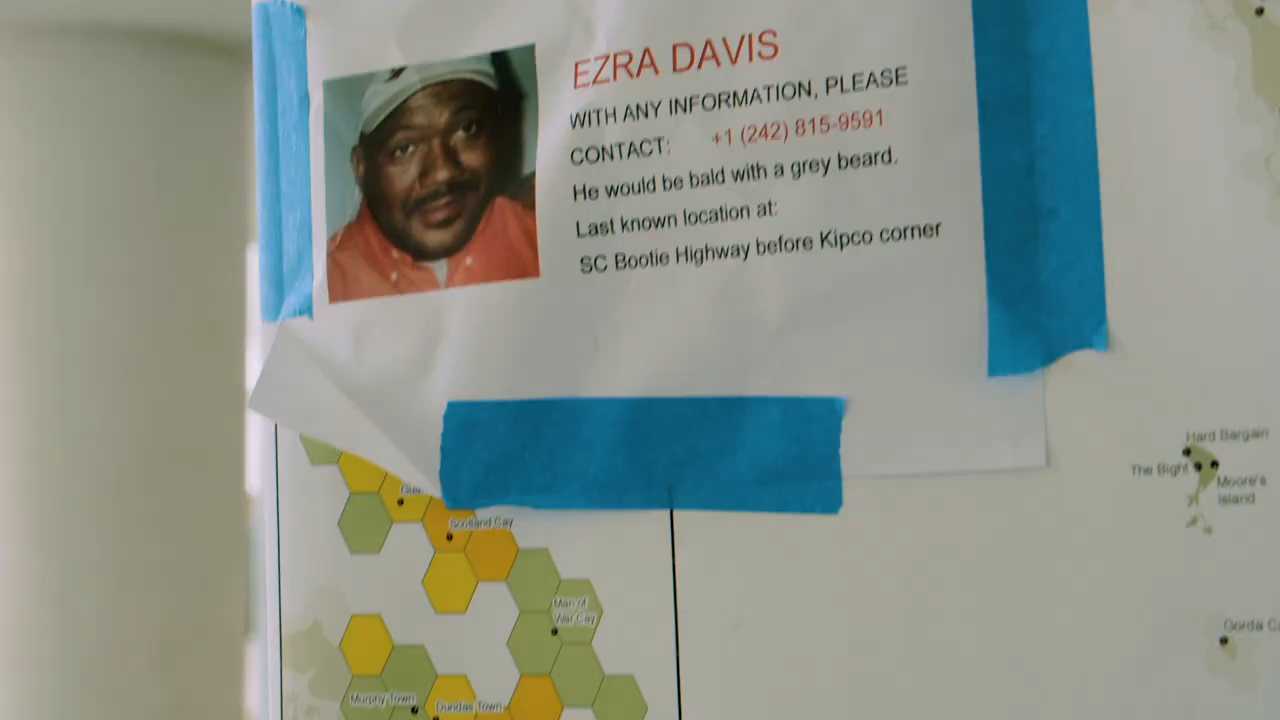 EZRA DAVIS
WITH ANY INFORMATION, PLEASE
CONTACT: +1 (242) 815-9591
He would be bald with a grey beard.
Last known location at:
SC Bootie Highway before Kipco corner
Hard Bargain
The Bight
Moore's
Island
Scotland Cay
Man of
War Cay
Gorda
Murphy Town
Dundas Town